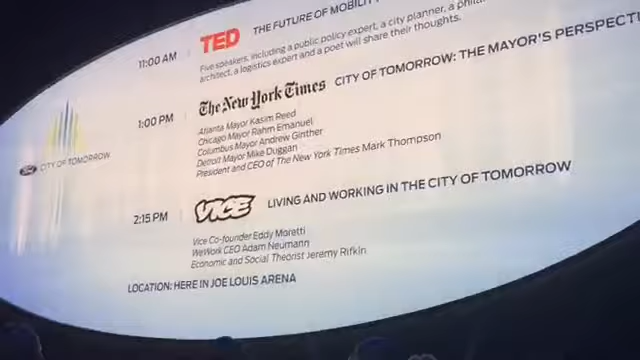 11:00 AM TED THE FUTURE OF MOBILI
Five speakers, including a public policy expert, a city planner, a
architect, a logistics expert and a poet will share their thoughts.
1:00 PM The New York Times CITY OF TOMORROW: THE MAYOR'S
Atlanta Mayor Kasim Reed
Chicago Mayor Rahm Emanuel
Columbus Mayor Andrew Ginther
Detroit Mayor Mike Duggan
President and CEO of The New York Times Mark Thompson
Ford CITY OF TOMORROW
2:15 PM VICE LIVING AND WORKING IN THE CITY OF TOMORROW
Vice Co-founder Eddy Moretti
WeWork CEO Adam Neumann
Economic and Social Theorist Jeremy Rifkin
LOCATION: HERE IN JOE LOUIS ARENA